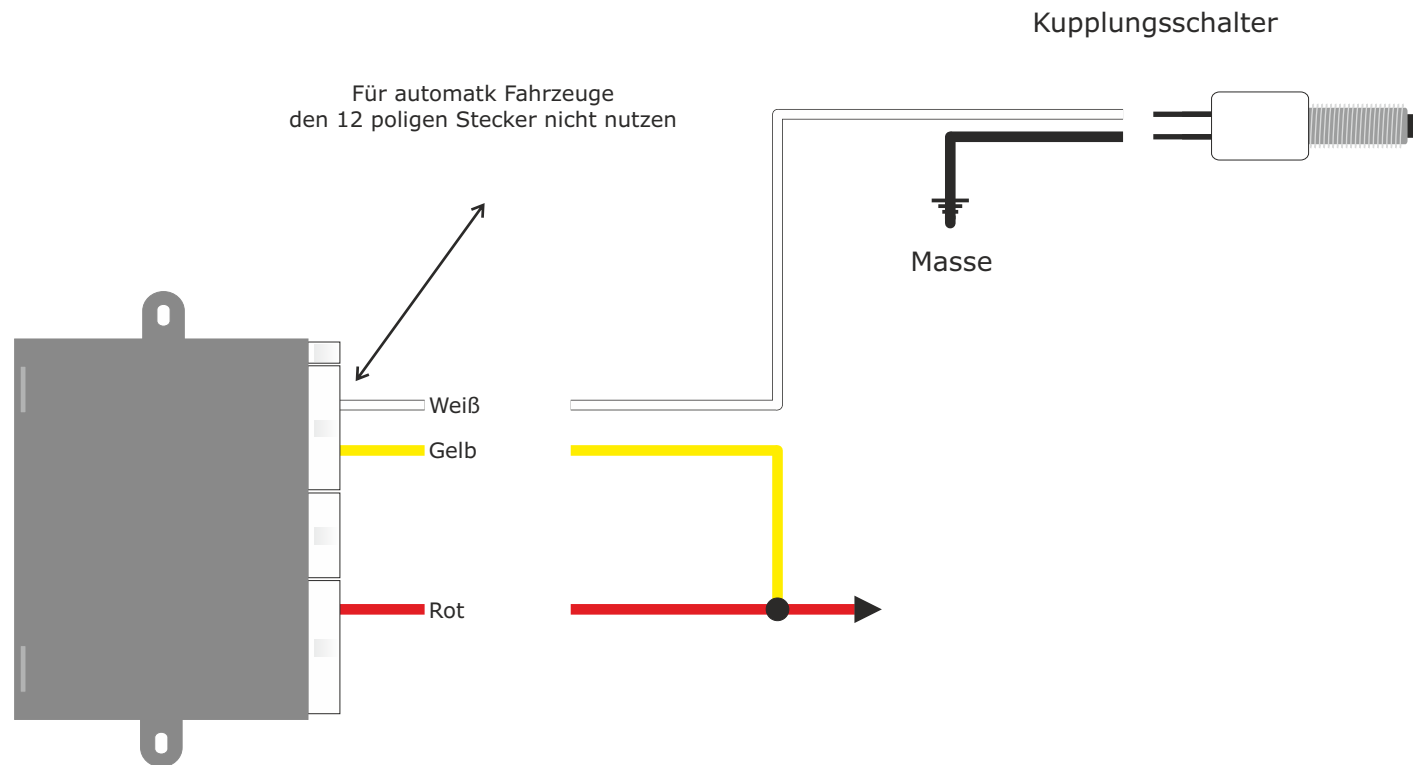 Kupplungsschalter
Für automatk Fahrzeuge
den 12 poligen Stecker nicht nutzen
Masse
Weiß
Gelb
Rot